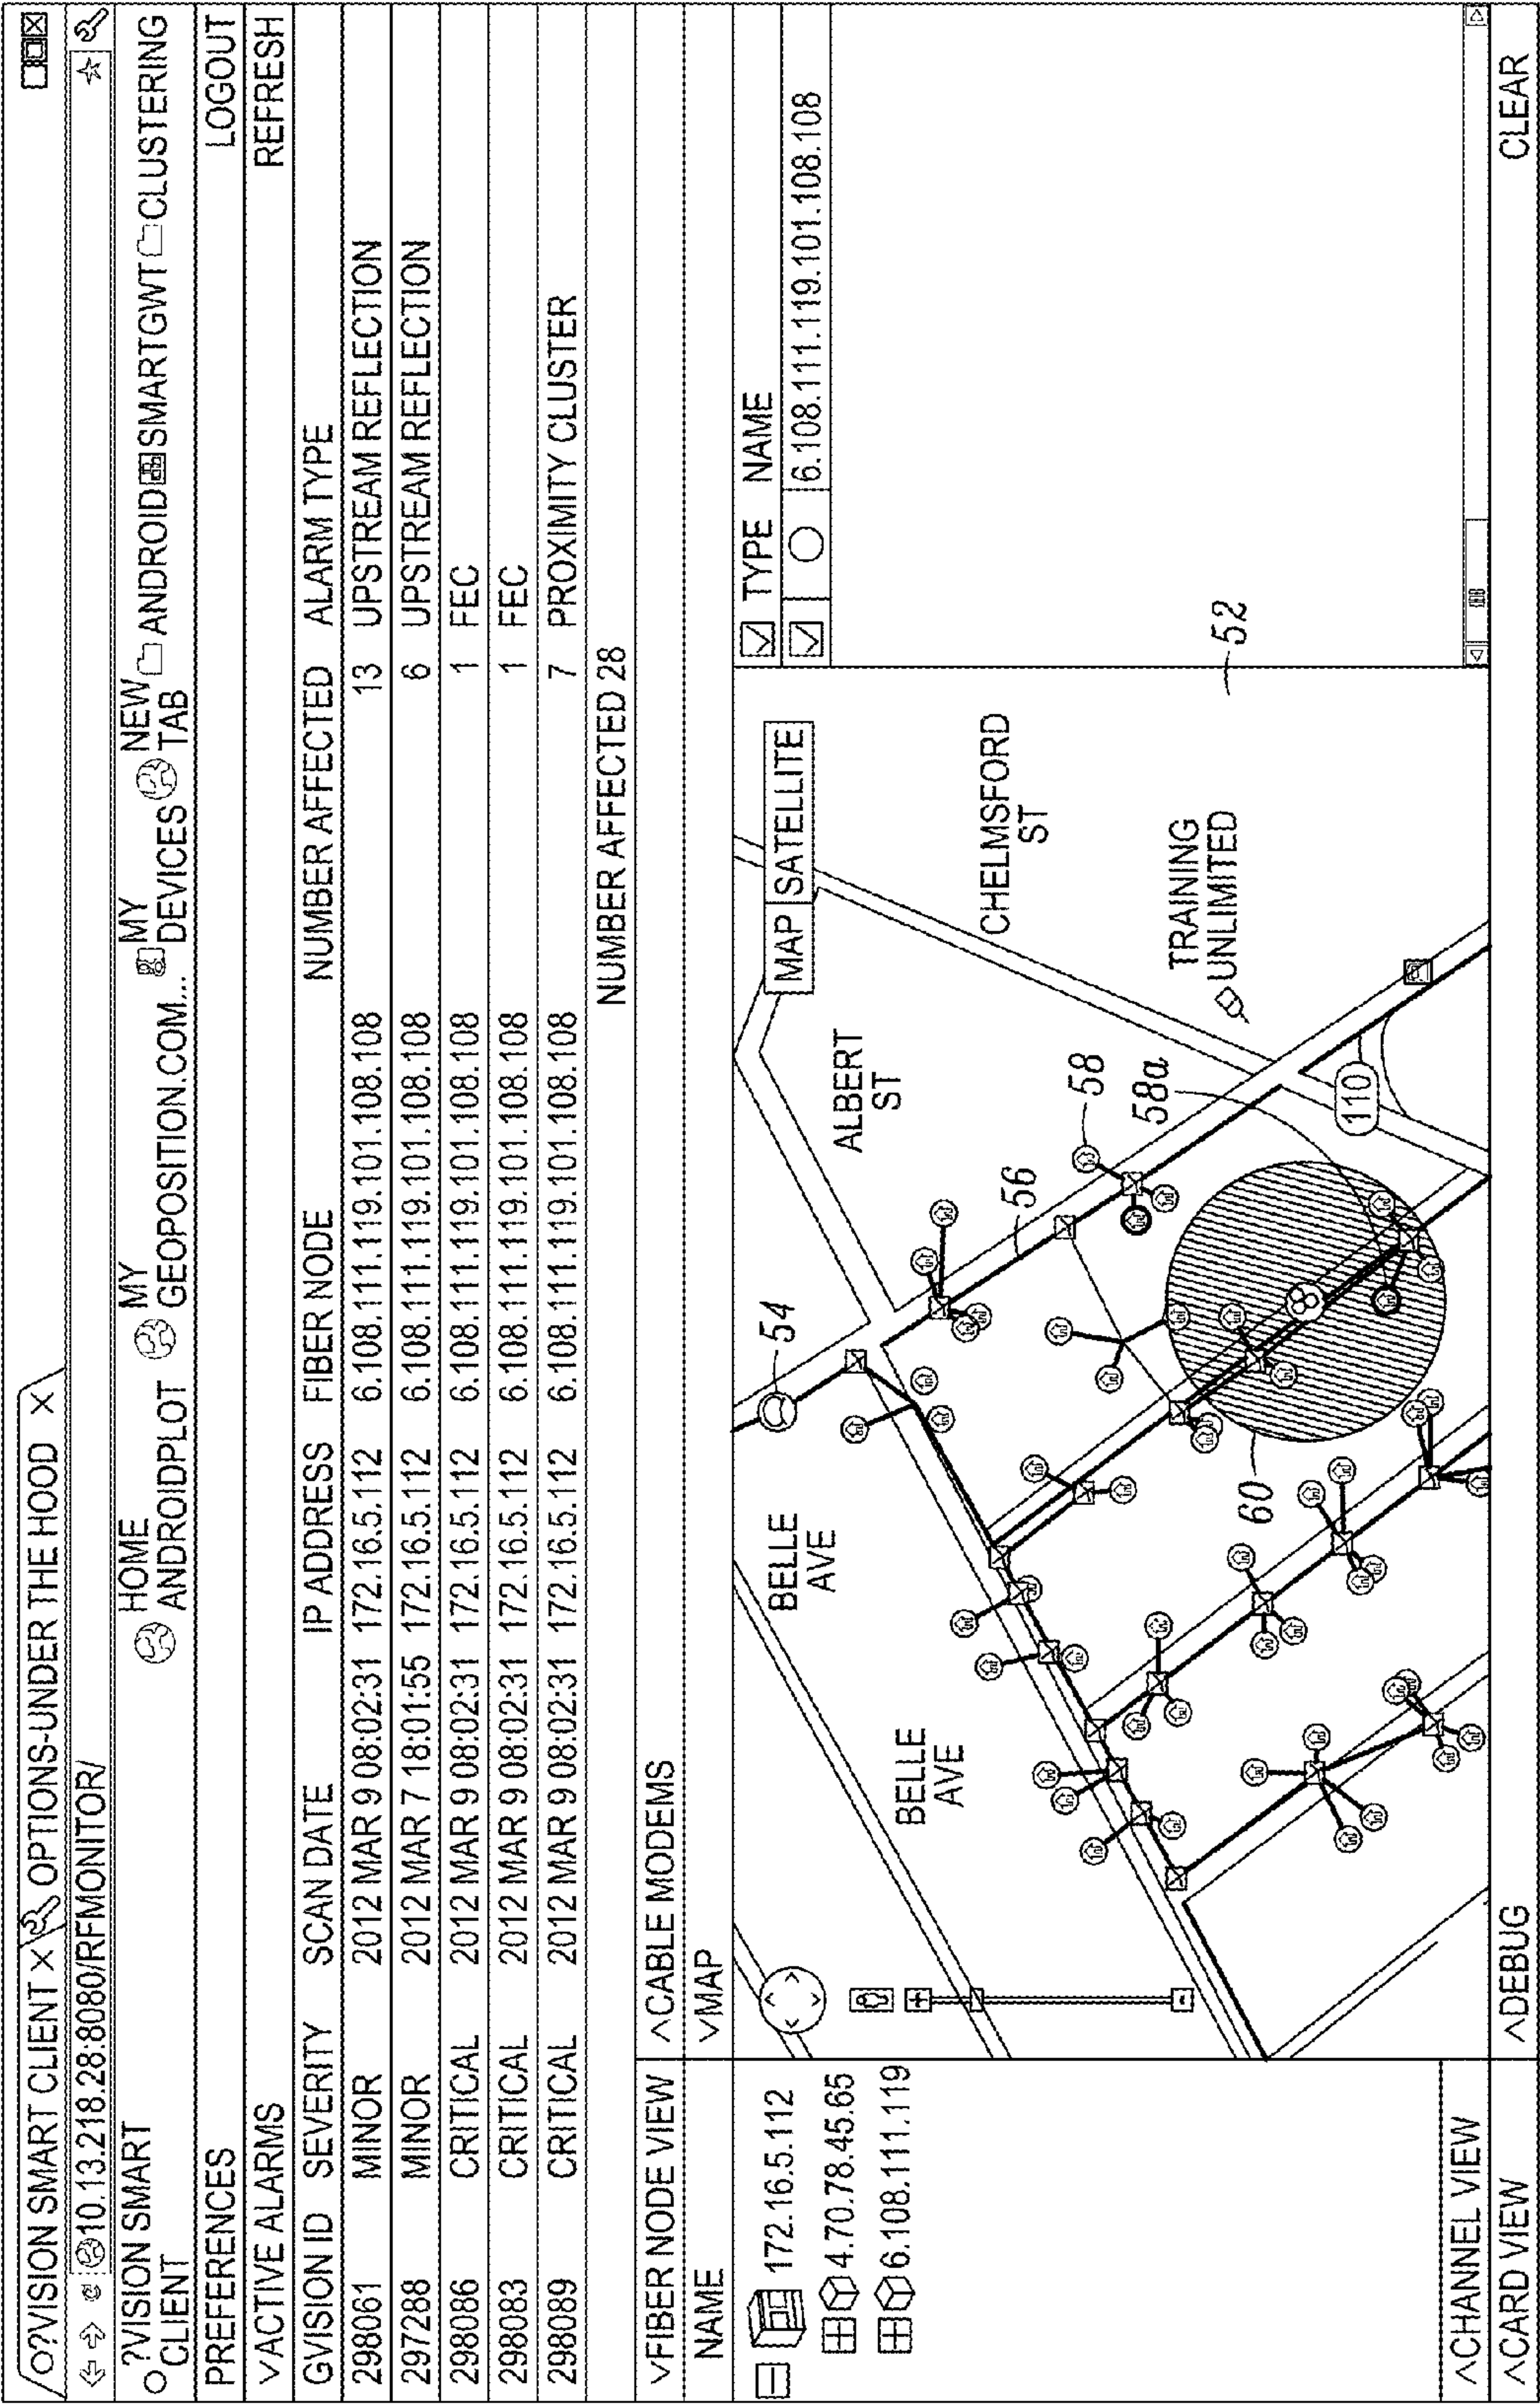 O?VISION SMART CLIENT × OPTIONS-UNDER THE HOOD ×
10.13.218.28:8080/RFMONITOR/
?VISION SMART CLIENT
HOME ANDROIDPLOT
MY GEOPOSITION.COM...
MY DEVICES
NEW TAB
ANDROID
SMARTGWT
CLUSTERING
PREFERENCES LOGOUT
∨ACTIVE ALARMS REFRESH
GVISION ID SEVERITY SCAN DATE IP ADDRESS FIBER NODE NUMBER AFFECTED ALARM TYPE
298061 MINOR 2012 MAR 9 08:02:31 172.16.5.112 6.108.111.119.101.108.108 13 UPSTREAM REFLECTION
297288 MINOR 2012 MAR 7 18:01:55 172.16.5.112 6.108.111.119.101.108.108 6 UPSTREAM REFLECTION
298086 CRITICAL 2012 MAR 9 08:02:31 172.16.5.112 6.108.111.119.101.108.108 1 FEC
298083 CRITICAL 2012 MAR 9 08:02:31 172.16.5.112 6.108.111.119.101.108.108 1 FEC
298089 CRITICAL 2012 MAR 9 08:02:31 172.16.5.112 6.108.111.119.101.108.108 7 PROXIMITY CLUSTER
NUMBER AFFECTED 28
∨FIBER NODE VIEW ∧CABLE MODEMS
NAME ∨MAP
172.16.5.112
4.70.78.45.65
6.108.111.119
∧CHANNEL VIEW
MAP SATELLITE
BELLE AVE
BELLE AVE
ALBERT ST
CHELMSFORD ST
TRAINING UNLIMITED
110
54
56
58
58a
60
52
TYPE NAME
6.108.111.119.101.108.108
∧CARD VIEW ∧DEBUG CLEAR